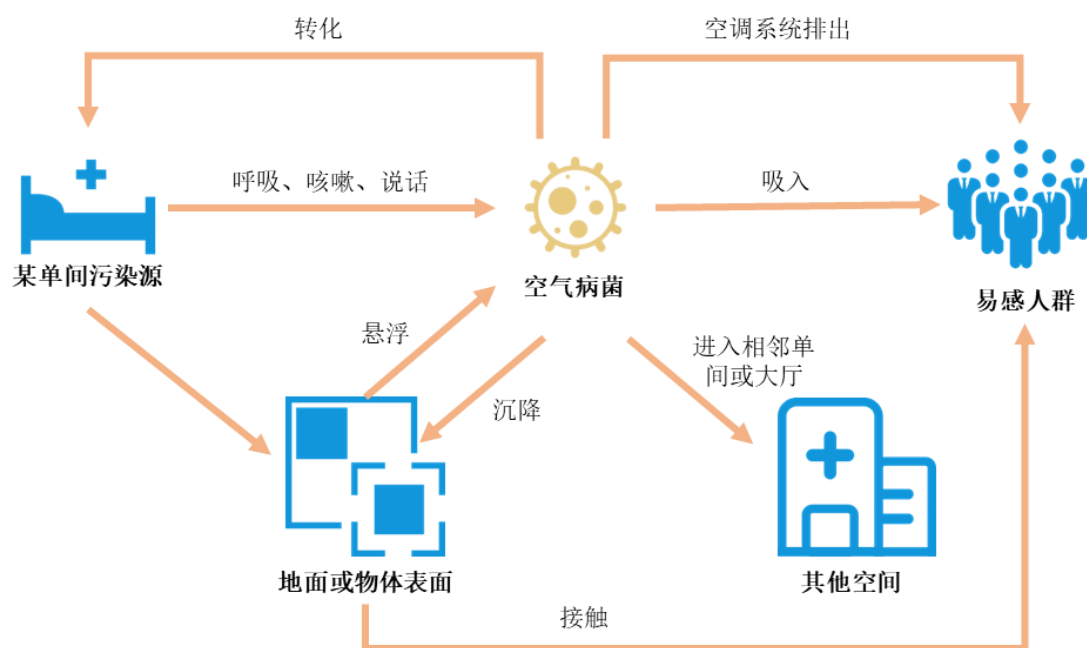 转化
空调系统排出
呼吸、咳嗽、说话
吸入
某单间污染源
空气病菌
易感人群
悬浮
进入相邻单
间或大厅
沉降
地面或物体表面
其他空间
接触